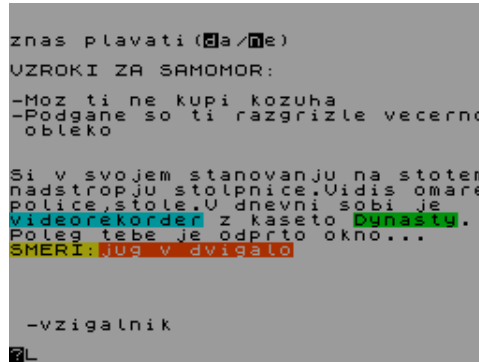 znas plavati(da/ne)
VZROKI ZA SAMOMOR:
-Moz ti ne kupi kozuha
-Podgane so ti razgrizle vecerno
obleko
Si v svojem stanovanju na stotem
nadstropju stolpnice.Vidis omare
police,stole.V dnevni sobi je
videorekorder z kaseto Dynasty.
Poleg tebe je odprto okno...
SMERI:jug v dvigalo
-vzigalnik
?L